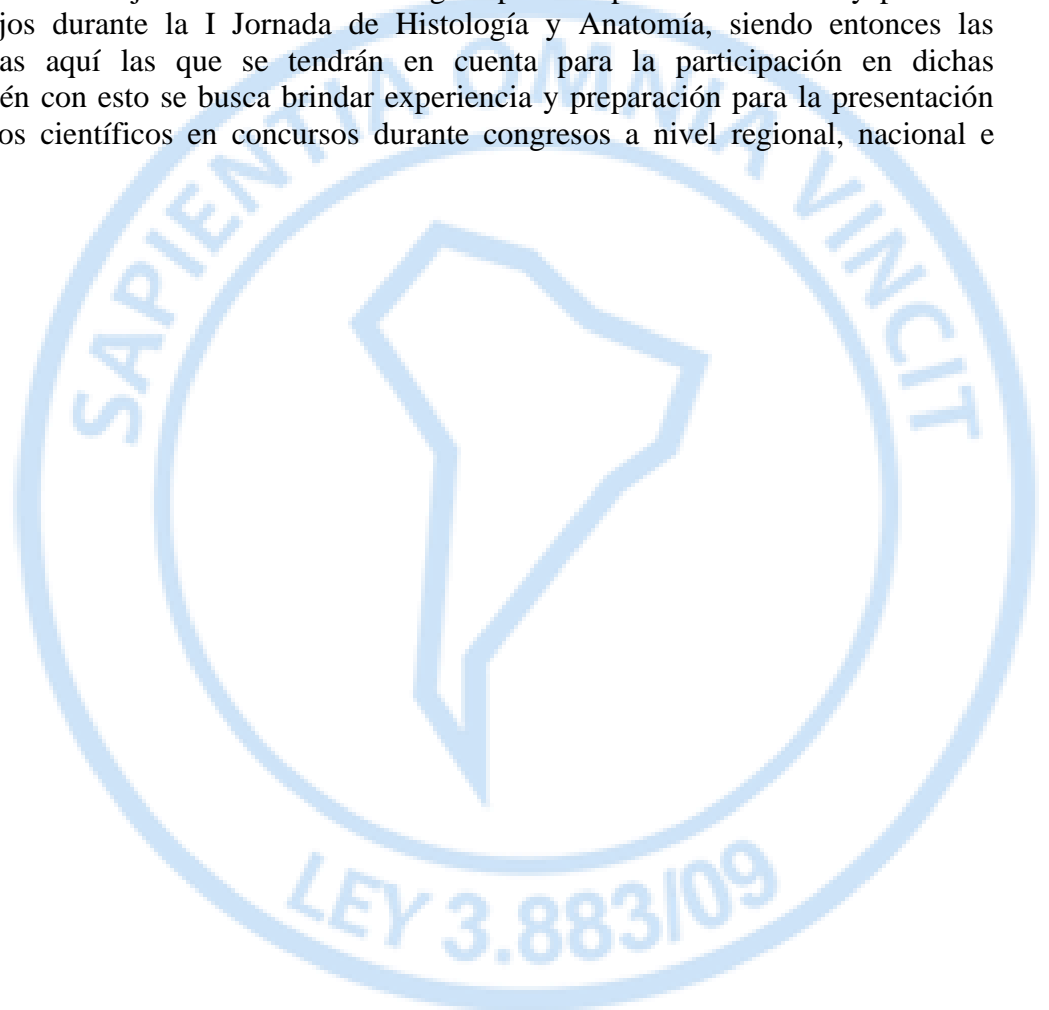 jos durante la I Jornada de Histología y Anatomía, siendo entonces las
as aquí las que se tendrán en cuenta para la participación en dichas
én con esto se busca brindar experiencia y preparación para la presentación
os científicos en concursos durante congresos a nivel regional, nacional e
SAPIENTIA OMNIA VINCIT
LEY 3.883/09